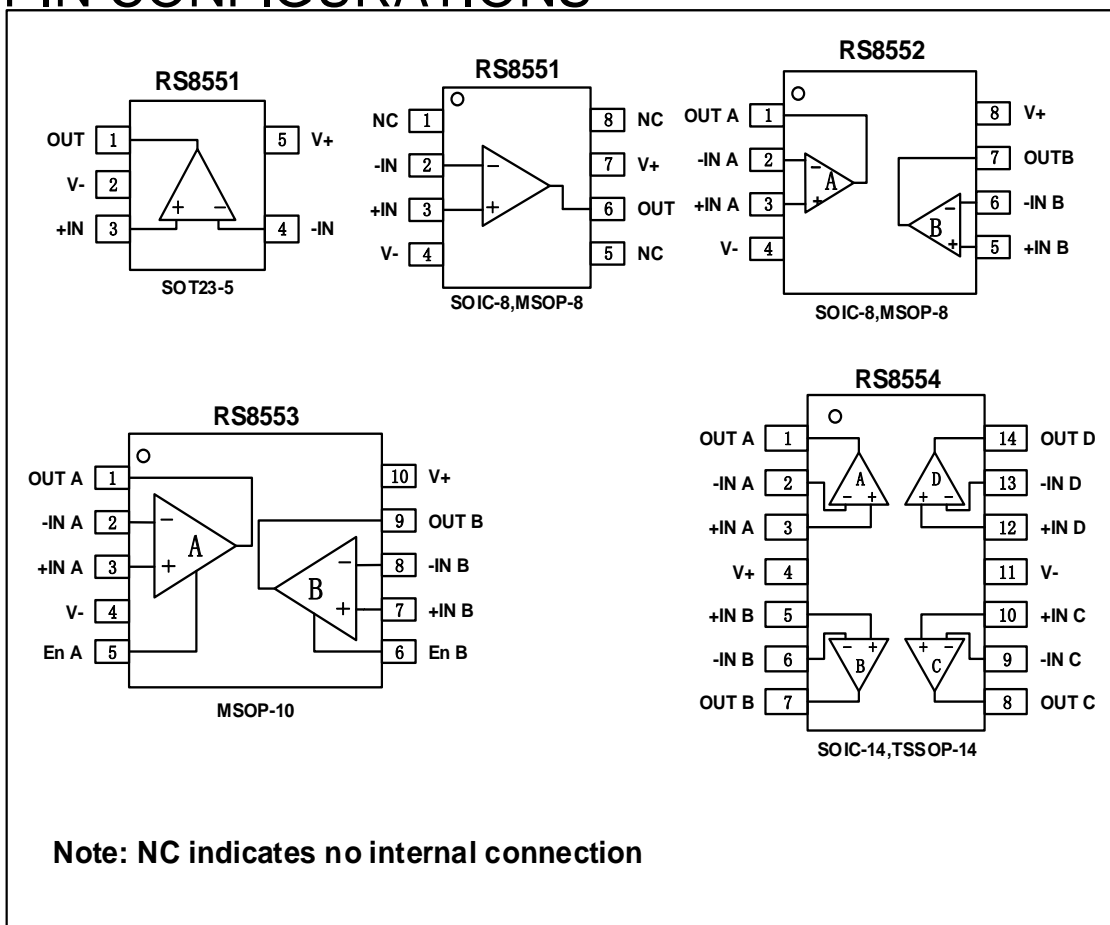 PIN CONFIGURATIONS
RS8551
OUT 1
5 V+
V- 2
+IN 3
4 -IN
+ −
SOT23-5
RS8551
NC 1
8 NC
-IN 2
7 V+
+IN 3
6 OUT
V- 4
5 NC
−
+
SOIC-8,MSOP-8
RS8552
OUT A 1
8 V+
-IN A 2
7 OUTB
+IN A 3
6 -IN B
V- 4
5 +IN B
− A +
− − B +
SOIC-8,MSOP-8
RS8553
OUT A 1
10 V+
-IN A 2
9 OUT B
+IN A 3
8 -IN B
V- 4
7 +IN B
En A 5
6 En B
− A +
− B +
MSOP-10
RS8554
OUT A 1
14 OUT D
-IN A 2
13 -IN D
+IN A 3
12 +IN D
V+ 4
11 V-
+IN B 5
10 +IN C
-IN B 6
9 -IN C
OUT B 7
8 OUT C
A − +
D + −
− + B
+ − C
SOIC-14,TSSOP-14
Note: NC indicates no internal connection